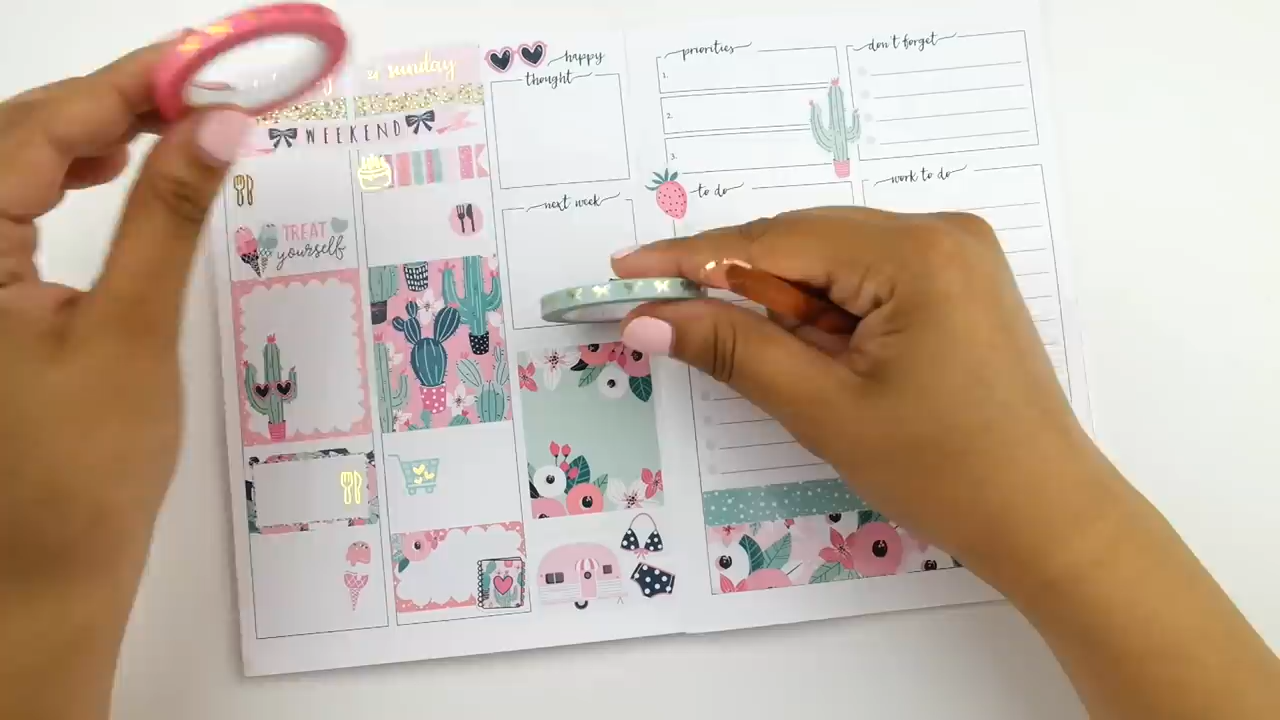 & sunday
WEEKEND
TREAT
yourself
happy
thought
next week
priorities
1.
2.
3.
don't forget
to do
work to do